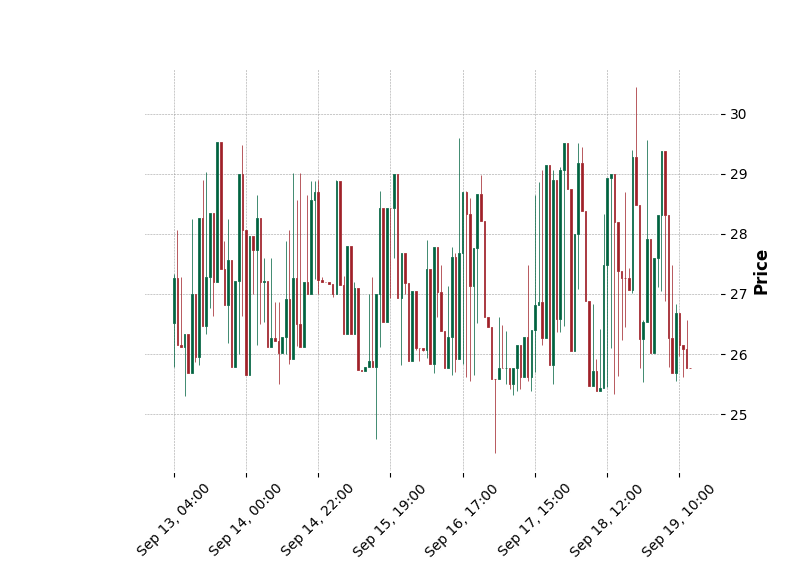 30
29
28
27
26
25
Price
Sep 13, 04:00
Sep 14, 00:00
Sep 14, 22:00
Sep 15, 19:00
Sep 16, 17:00
Sep 17, 15:00
Sep 18, 12:00
Sep 19, 10:00